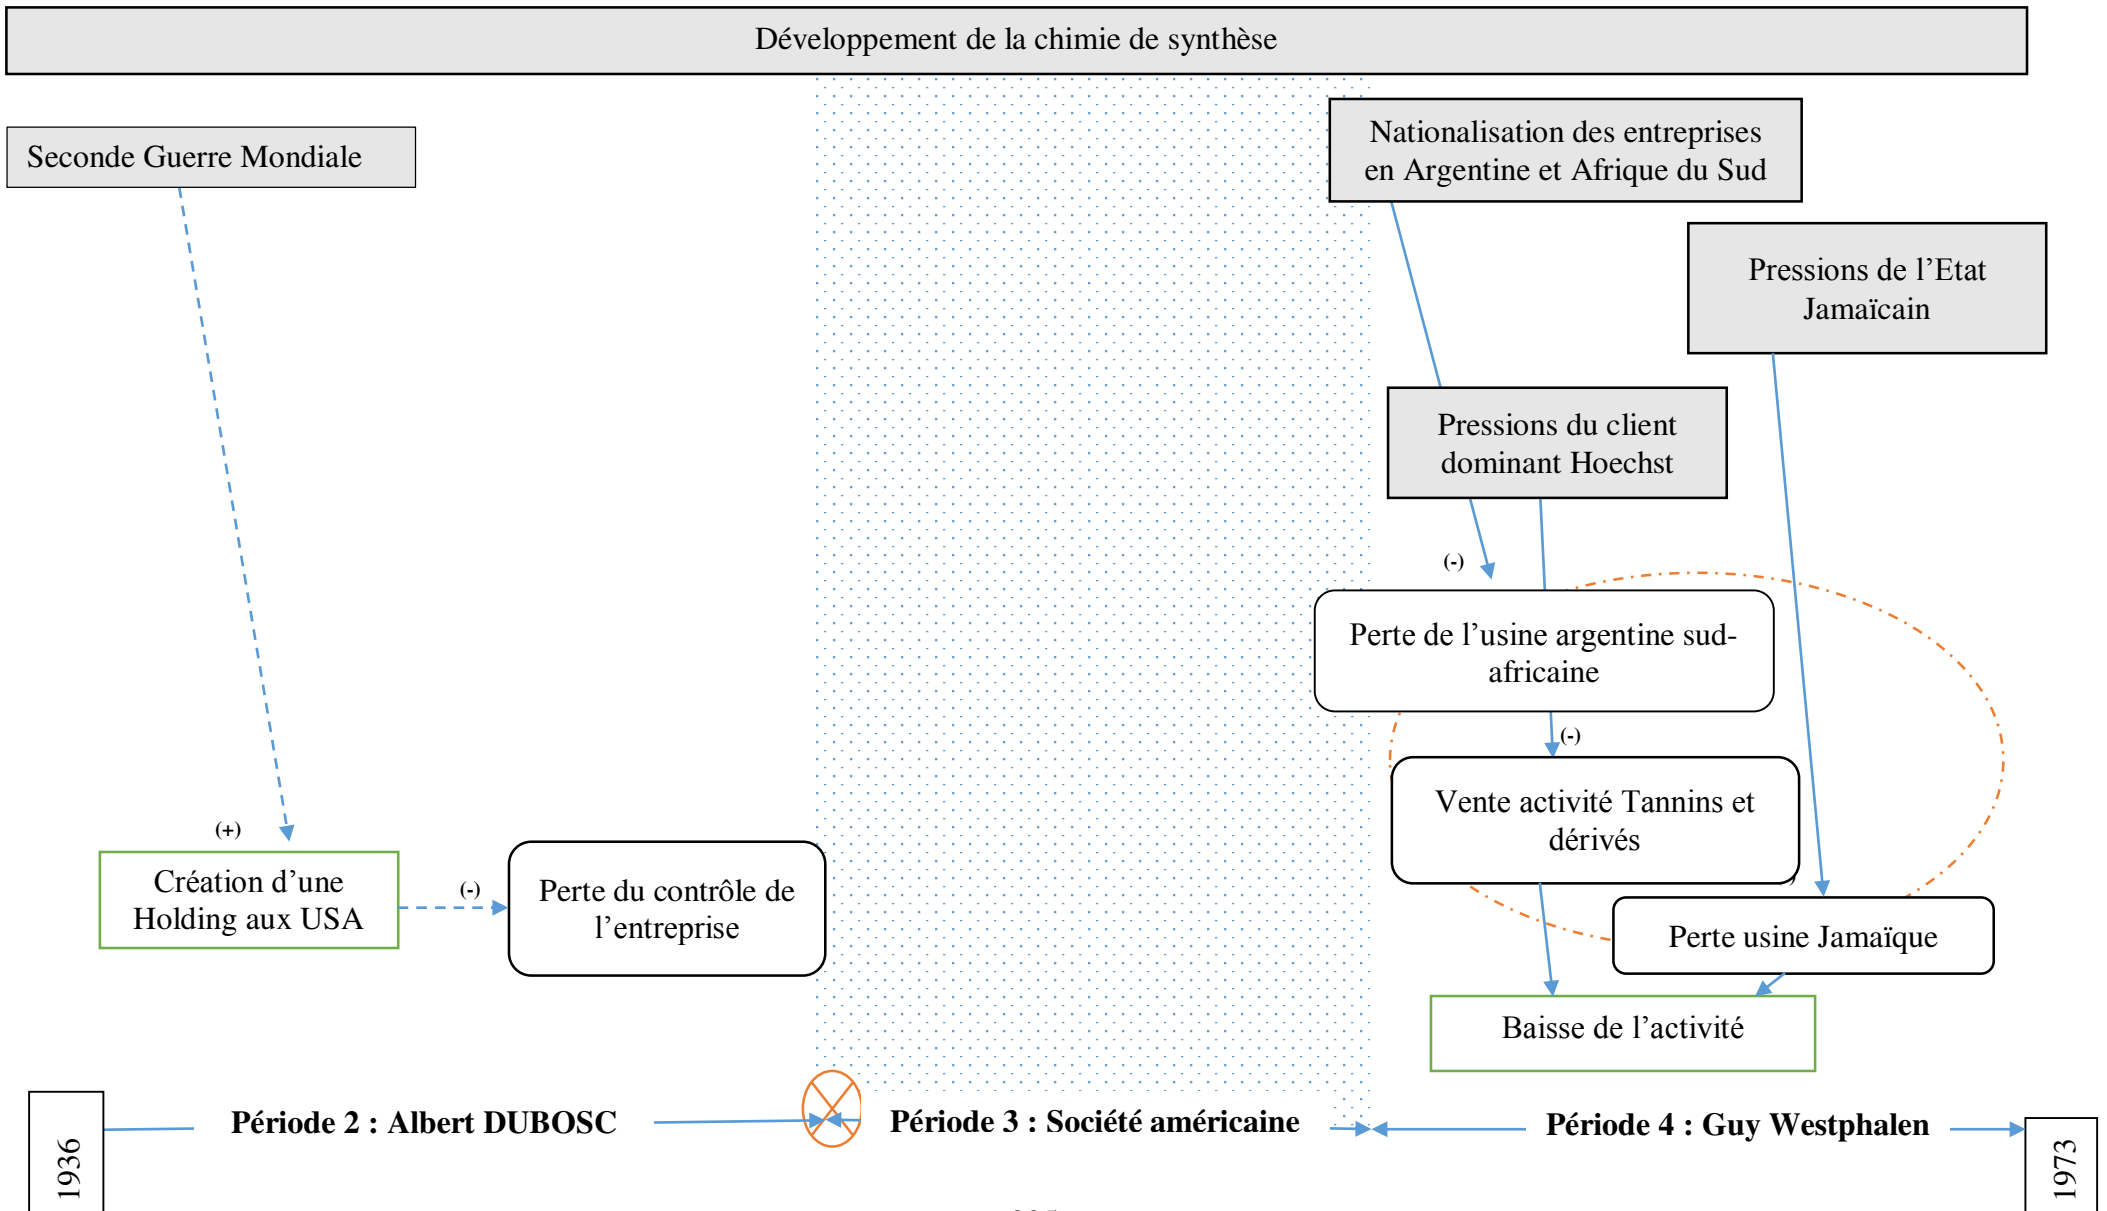 Développement de la chimie de synthèse
Seconde Guerre Mondiale
Nationalisation des entreprises
en Argentine et Afrique du Sud
Pressions de l’Etat
Jamaïcain
Pressions du client
dominant Hoechst
(-)
Perte de l’usine argentine sud-
africaine
(-)
Vente activité Tannins et
dérivés
(+)
Création d’une
Holding aux USA
(-)
Perte du contrôle de
l’entreprise
Perte usine Jamaïque
Baisse de l’activité
1936
Période 2 : Albert DUBOSC
Période 3 : Société américaine
Période 4 : Guy Westphalen
1973